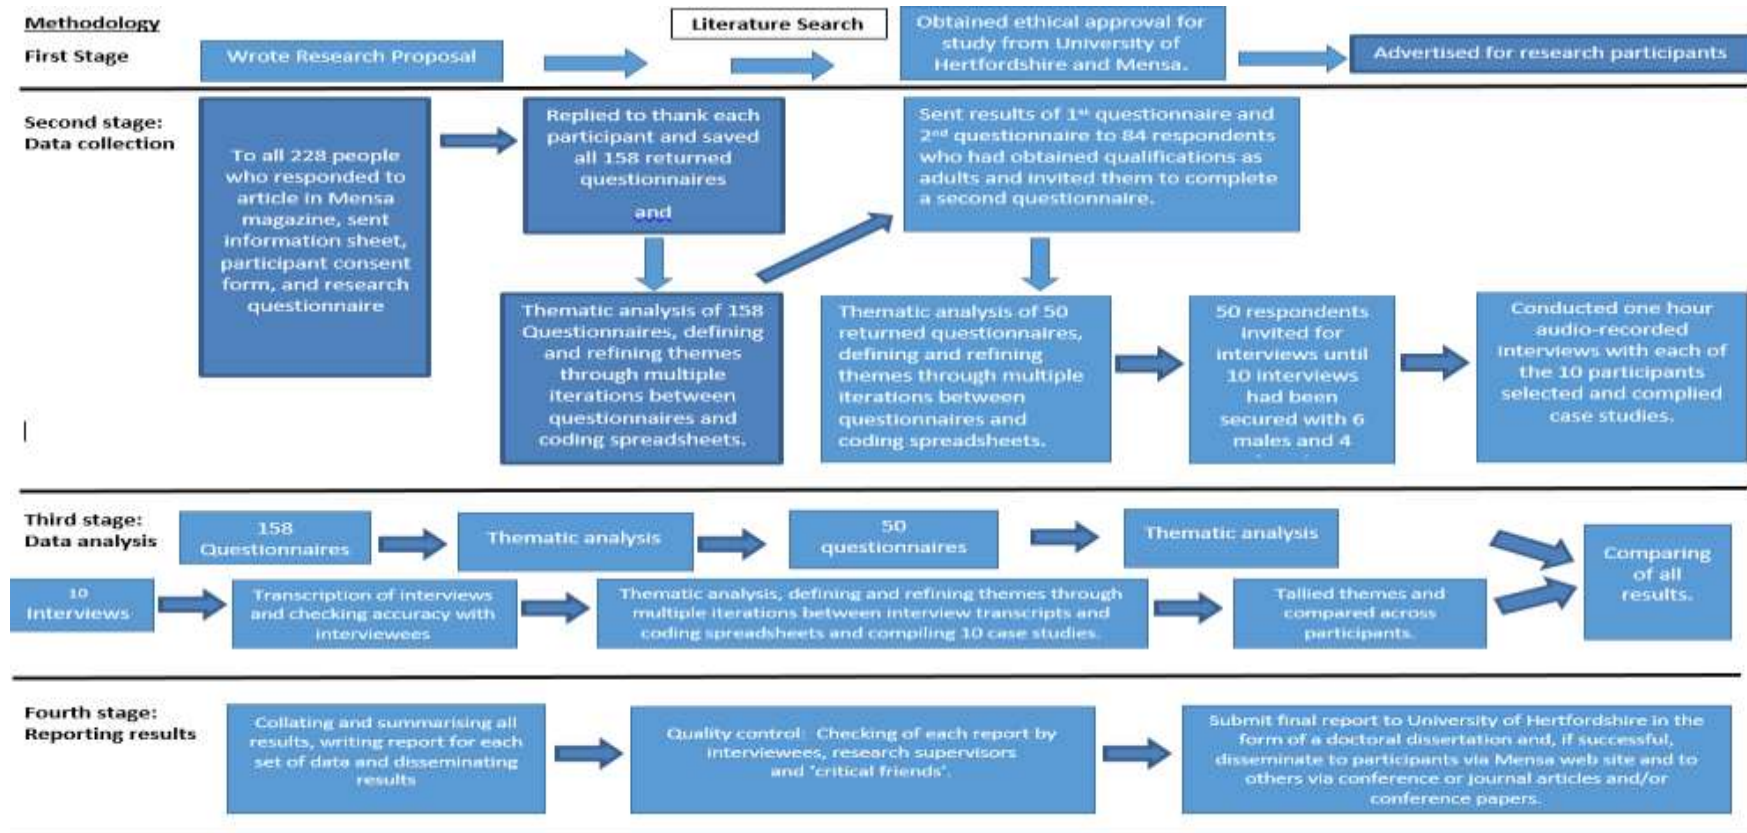 Methodology
First Stage
Wrote Research Proposal
Literature Search
Obtained ethical approval for
study from University of
Hertfordshire and Mensa.
Advertised for research participants
Second stage:
Data collection
To all 228 people
who responded to
article in Mensa
magazine, sent
information sheet,
participant consent
form, and research
questionnaire
Replied to thank each
participant and saved
all 158 returned
questionnaires
and
Sent results of 1st questionnaire and
2nd questionnaire to 84 respondents
who had obtained qualifications as
adults and invited them to complete
a second questionnaire.
Thematic analysis of 158
Questionnaires, defining
and refining themes
through multiple
iterations between
questionnaires and
coding spreadsheets.
Thematic analysis of 50
returned questionnaires,
defining and refining
themes through multiple
iterations between
questionnaires and
coding spreadsheets.
50 respondents
invited for
interviews until
10 interviews
had been
secured with 6
males and 4
Conducted one hour
audio-recorded
interviews with each of
the 10 participants
selected and complied
case studies.
Third stage:
Data analysis
158
Questionnaires
Thematic analysis
50
questionnaires
Thematic analysis
Comparing
of all
results.
10
Interviews
Transcription of interviews
and checking accuracy with
interviewees
Thematic analysis, defining and refining themes through
multiple iterations between interview transcripts and
coding spreadsheets and compiling 10 case studies.
Tallied themes and
compared across
participants.
Fourth stage:
Reporting results
Collating and summarising all
results, writing report for each
set of data and disseminating
results
Quality control: Checking of each report by
interviewees, research supervisors
and 'critical friends'.
Submit final report to University of Hertfordshire in the
form of a doctoral dissertation and, if successful,
disseminate to participants via Mensa web site and to
others via conference or journal articles and/or
conference papers.